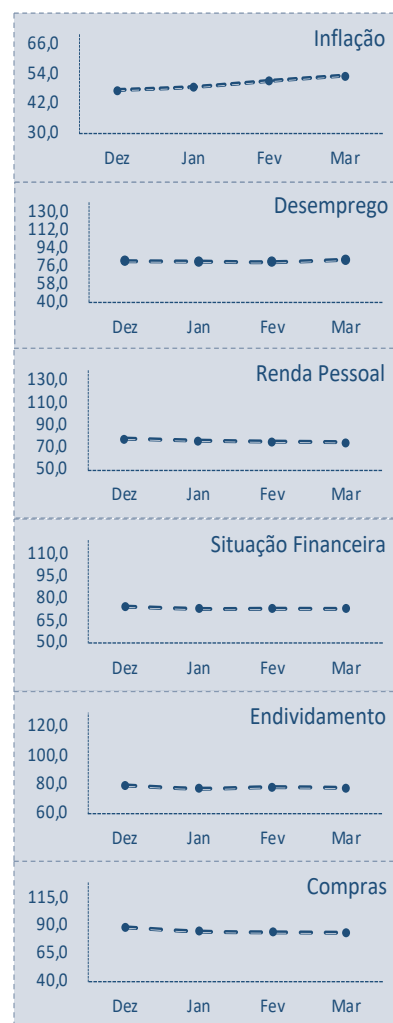 Inflação
66,0
54,0
42,0
30,0
Dez Jan Fev Mar
Desemprego
130,0
112,0
94,0
76,0
58,0
40,0
Dez Jan Fev Mar
Renda Pessoal
130,0
110,0
90,0
70,0
50,0
Dez Jan Fev Mar
Situação Financeira
110,0
95,0
80,0
65,0
50,0
Dez Jan Fev Mar
Endividamento
120,0
100,0
80,0
60,0
Dez Jan Fev Mar
Compras
115,0
90,0
65,0
40,0
Dez Jan Fev Mar